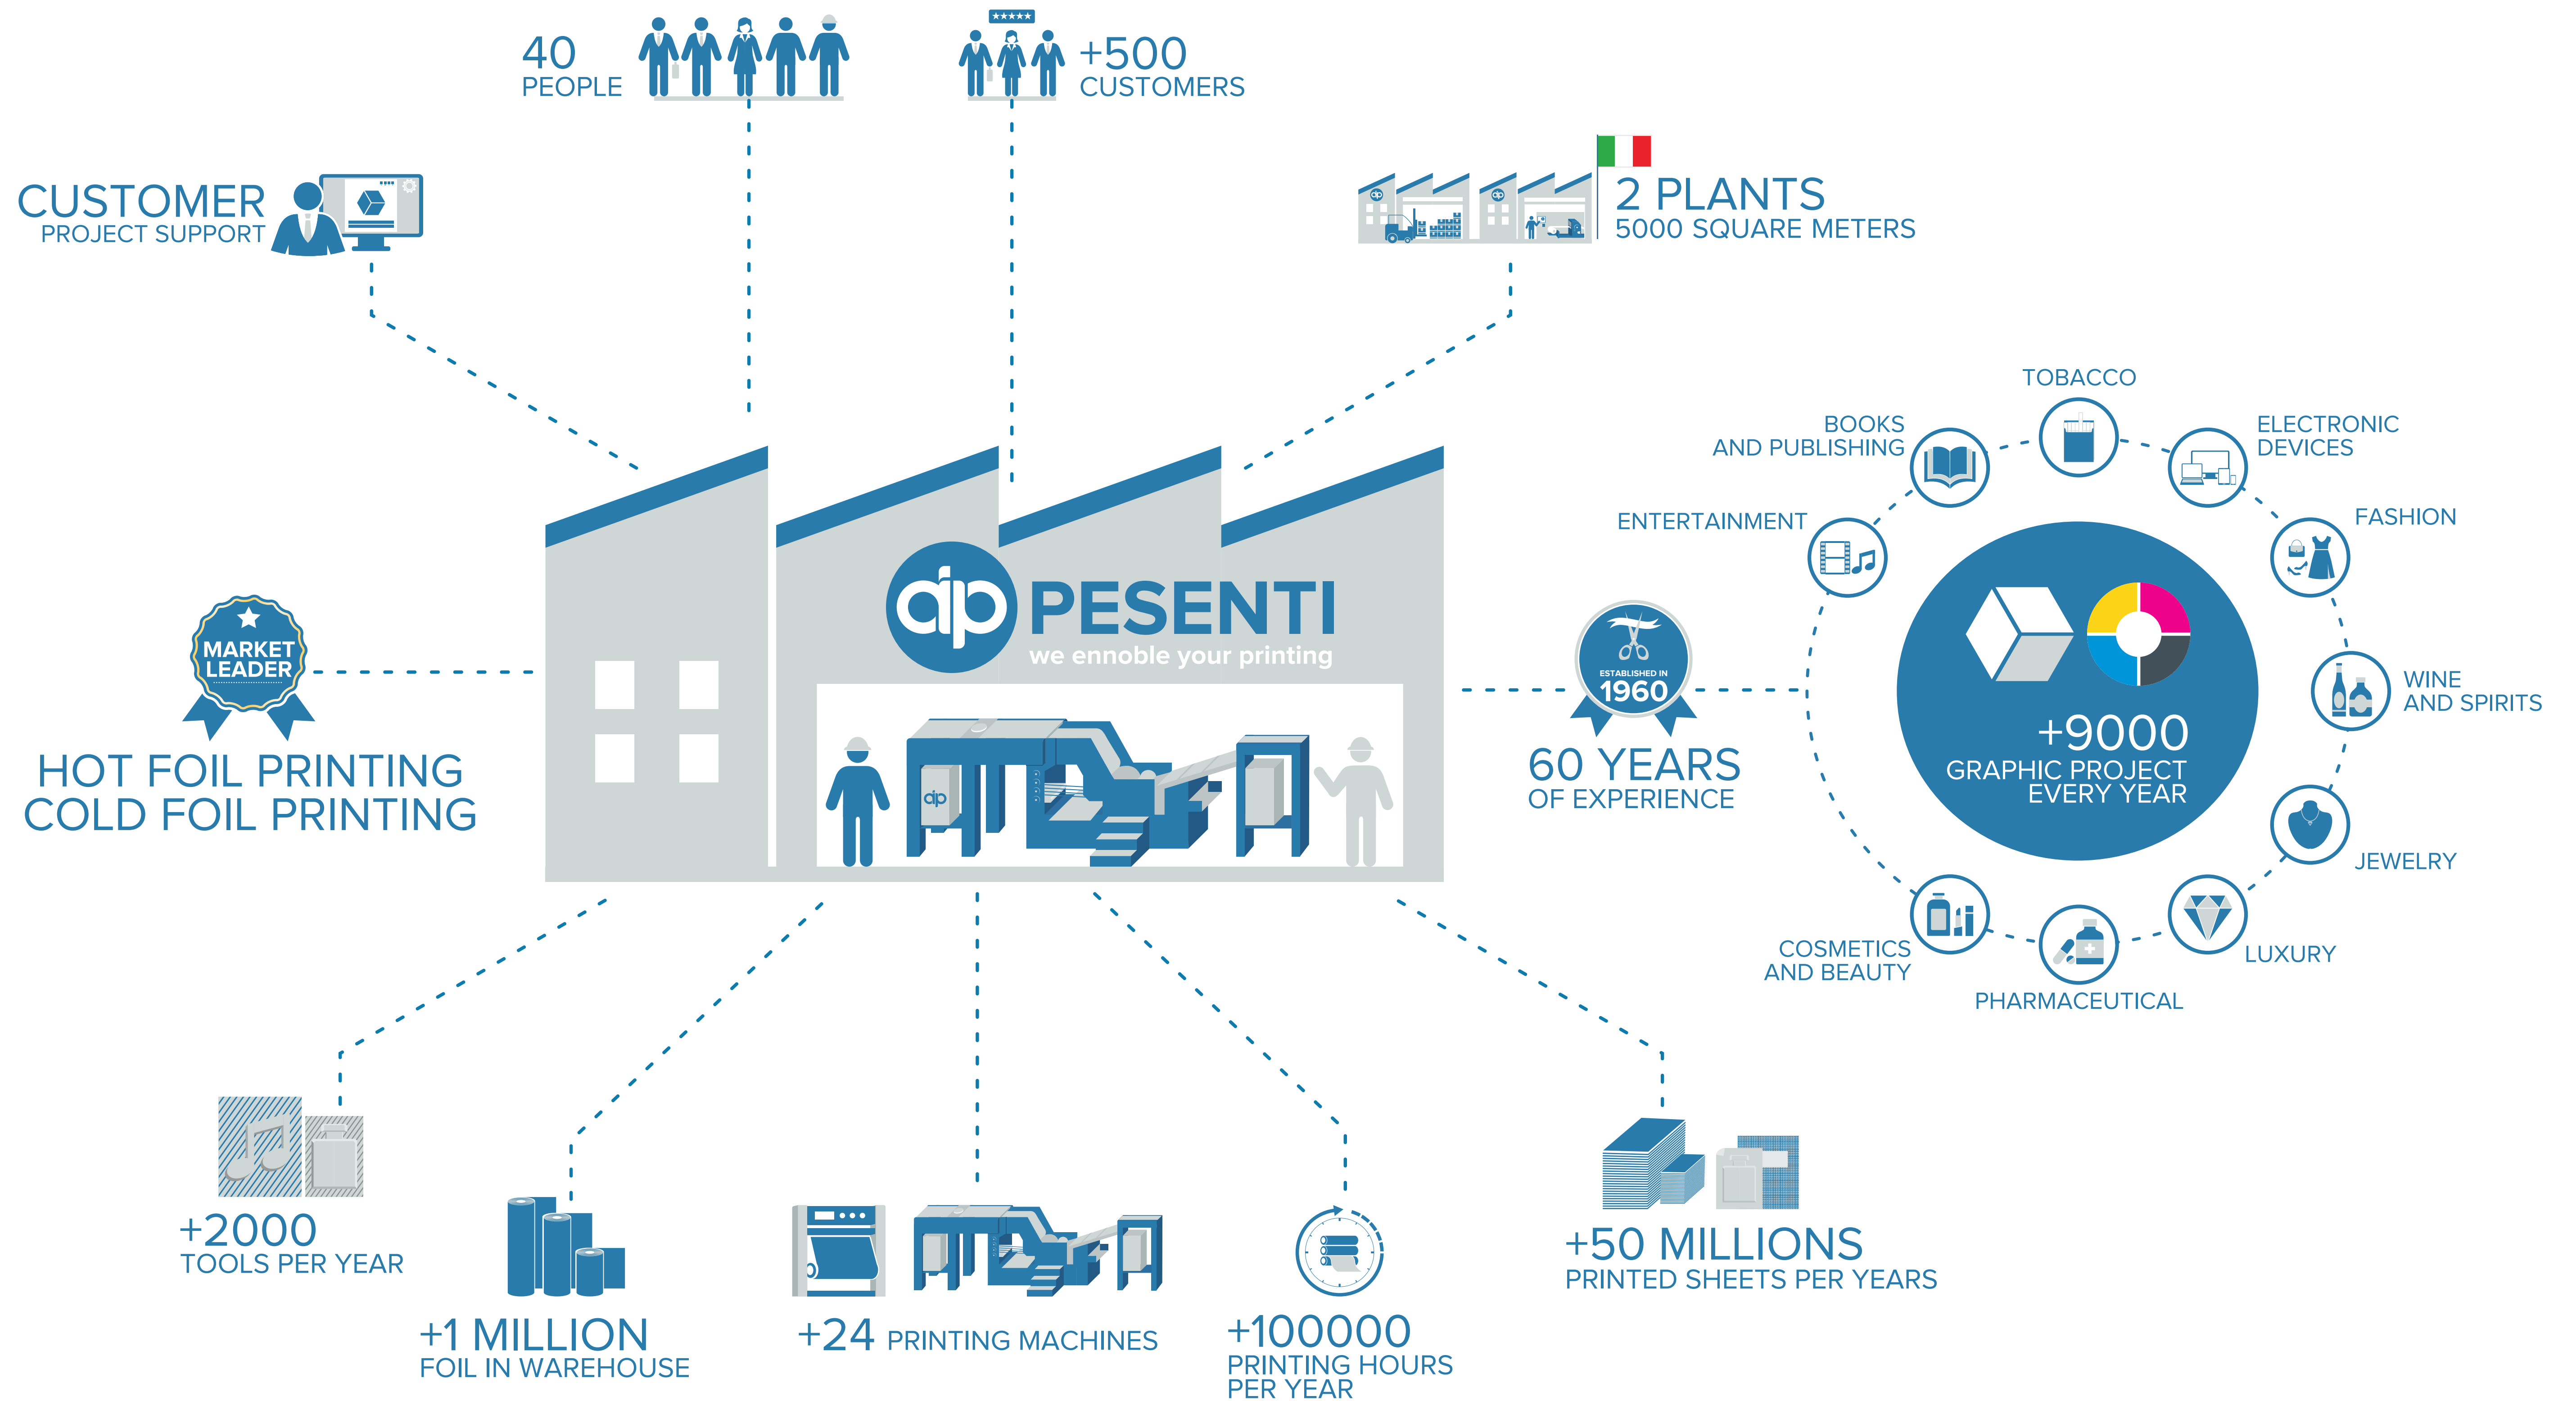 40
PEOPLE
★★★★★
+500
CUSTOMERS
CUSTOMER
PROJECT SUPPORT
dp
dp
2 PLANTS
5000 SQUARE METERS
MARKET
LEADER
HOT FOIL PRINTING
COLD FOIL PRINTING
dp PESENTI
we ennoble your printing
dp
ESTABLISHED IN
1960
60 YEARS
OF EXPERIENCE
TOBACCO
BOOKS
AND PUBLISHING
ELECTRONIC
DEVICES
ENTERTAINMENT
FASHION
WINE
AND SPIRITS
+9000
GRAPHIC PROJECT
EVERY YEAR
JEWELRY
COSMETICS
AND BEAUTY
LUXURY
PHARMACEUTICAL
+2000
TOOLS PER YEAR
+1 MILLION
FOIL IN WAREHOUSE
+24 PRINTING MACHINES
+100000
PRINTING HOURS
PER YEAR
+50 MILLIONS
PRINTED SHEETS PER YEARS